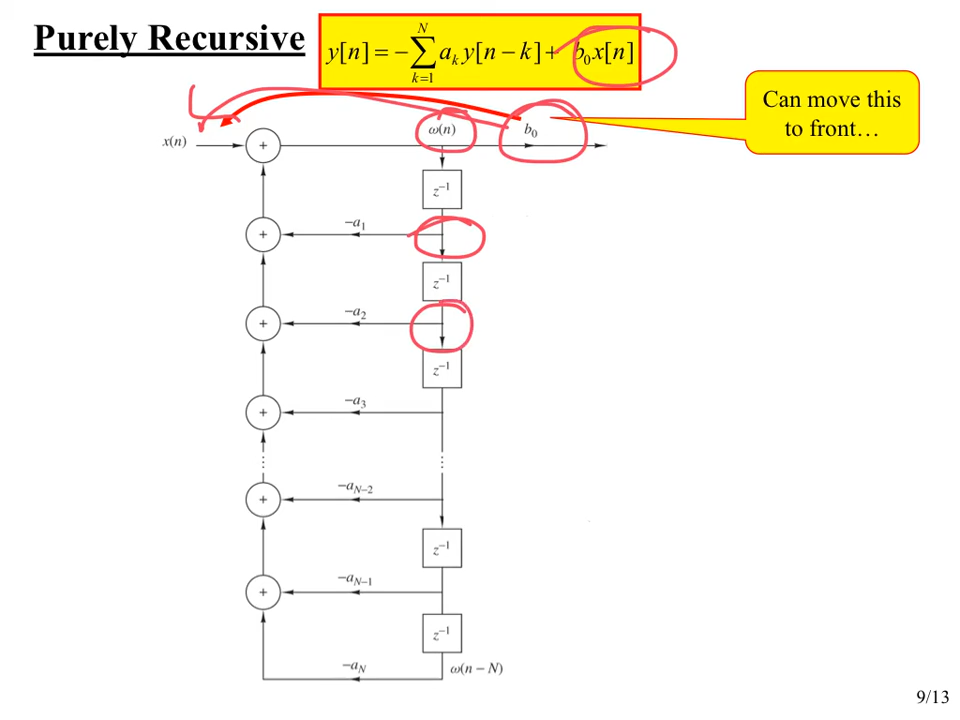 Purely Recursive
y[n] = −∑_{k=1}^{N} a_k y[n − k] + b_0 x[n]
Can move this
to front…
x(n)
+
ω(n)
b_0
z^{−1}
+
−a_1
z^{−1}
+
−a_2
z^{−1}
+
−a_3
⋮
⋮
+
−a_{N−2}
z^{−1}
+
−a_{N−1}
z^{−1}
−a_N
ω(n − N)
9/13